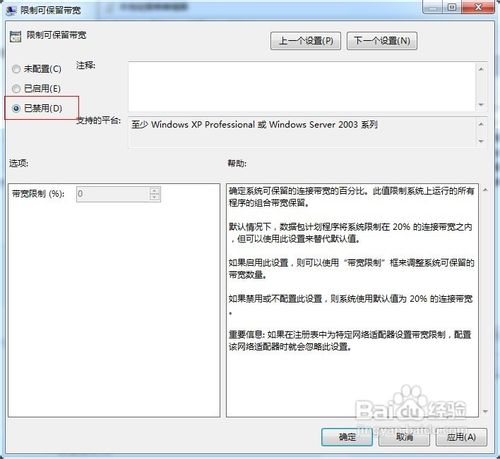 限制可保留带宽
限制可保留带宽
上一个设置(P)
下一个设置(N)
未配置(C)
注释:
已启用(E)
已禁用(D)
支持的平台:
至少 Windows XP Professional 或 Windows Server 2003 系列
选项:
帮助:
带宽限制 (%):
0
确定系统可保留的连接带宽的百分比。此值限制系统上运行的所有
程序的组合带宽保留。
默认情况下，数据包计划程序将系统限制在 20% 的连接带宽之内
，但可以使用此设置来替代默认值。
如果启用此设置，则可以使用“带宽限制”框来调整系统可保留的
带宽数量。
如果禁用或不配置此设置，则系统使用默认值为 20% 的连接带宽
。
重要信息: 如果在注册表中为特定网络适配器设置带宽限制，配置
该网络适配器时就会忽略此设置。
Baidu 经验
jingyan.baidu.com
确定
取消
应用(A)